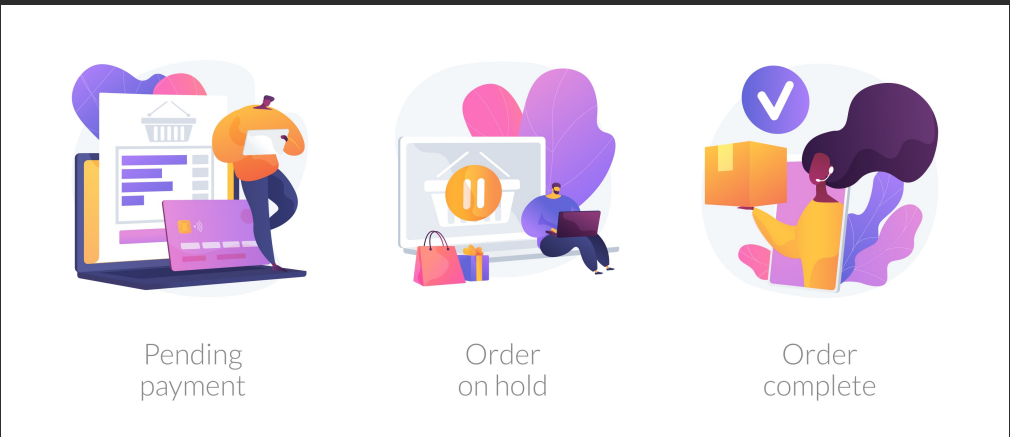 Pending
payment
Order
on hold
Order
complete